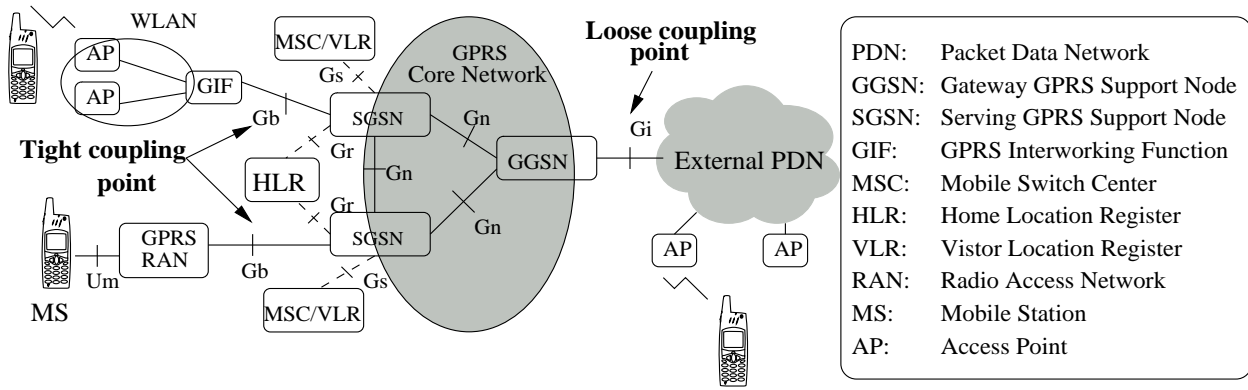 WLAN
AP
AP
GIF
Gb
MSC/VLR
Gs
SGSN
GPRS
Core Network
Loose coupling
point
Gn
Gi
GGSN
External PDN
Tight coupling
point
Gr
HLR
Gn
Gr
SGSN
Gn
GPRS
RAN
Um
Gb
Gs
MS
MSC/VLR
AP
AP
PDN: Packet Data Network
GGSN: Gateway GPRS Support Node
SGSN: Serving GPRS Support Node
GIF: GPRS Interworking Function
MSC: Mobile Switch Center
HLR: Home Location Register
VLR: Vistor Location Register
RAN: Radio Access Network
MS: Mobile Station
AP: Access Point